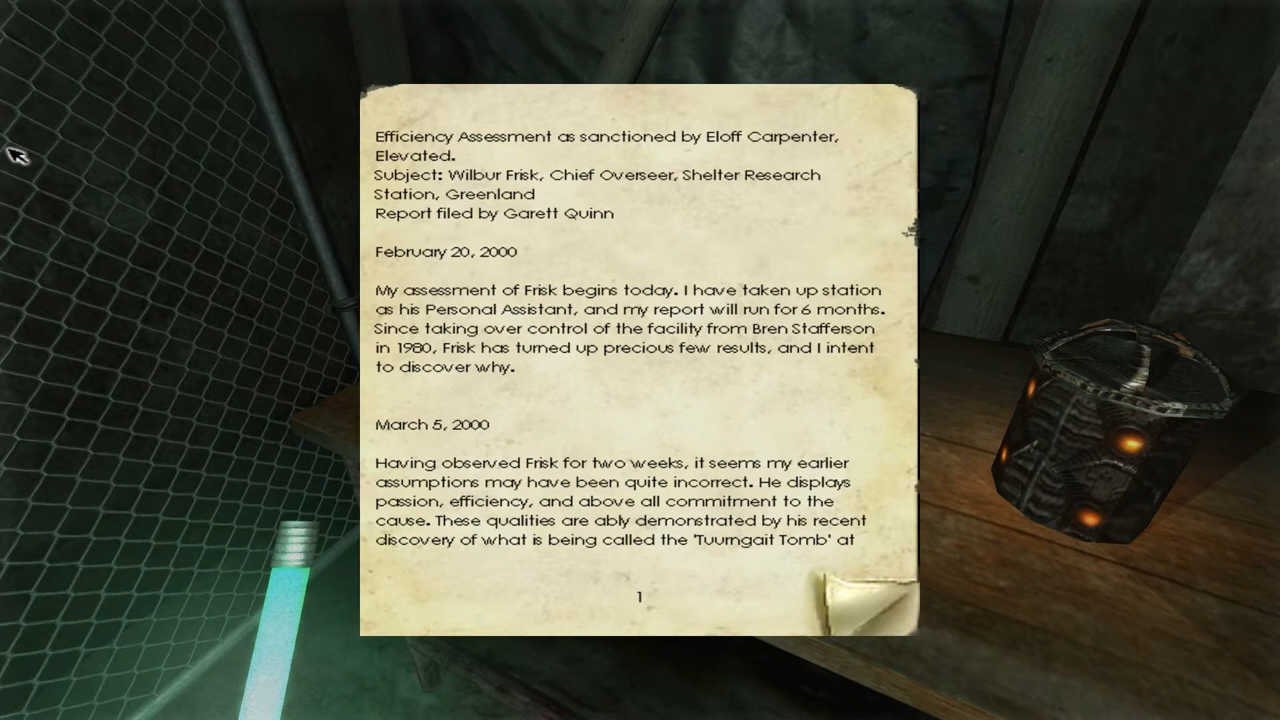 Efficiency Assessment as sanctioned by Eloff Carpenter,
Elevated.
Subject: Wilbur Frisk, Chief Overseer, Shelter Research
Station, Greenland
Report filed by Garett Quinn
February 20, 2000
My assessment of Frisk begins today. I have taken up station
as his Personal Assistant, and my report will run for 6 months.
Since taking over control of the facility from Bren Stafferson
in 1980, Frisk has turned up precious few results, and I intent
to discover why.
March 5, 2000
Having observed Frisk for two weeks, it seems my earlier
assumptions may have been quite incorrect. He displays
passion, efficiency, and above all commitment to the
cause. These qualities are ably demonstrated by his recent
discovery of what is being called the 'Tuurngait Tomb' at
1